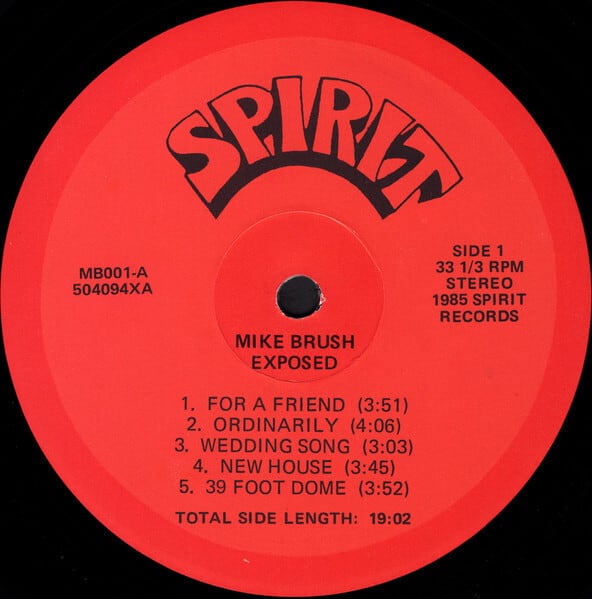 SPIRIT
MB001-A
504094XA
SIDE 1
33 1/3 RPM
STEREO
1985 SPIRIT
RECORDS
MIKE BRUSH
EXPOSED
1. FOR A FRIEND (3:51)
2. ORDINARILY (4:06)
3. WEDDING SONG (3:03)
4. NEW HOUSE (3:45)
5. 39 FOOT DOME (3:52)
TOTAL SIDE LENGTH: 19:02